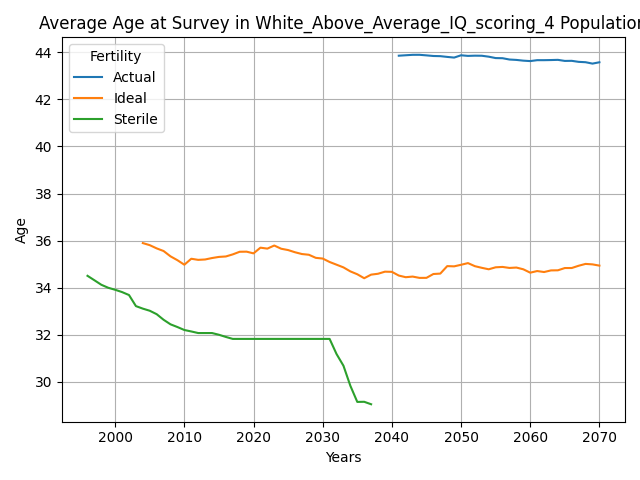 Average Age at Survey in White_Above_Average_IQ_scoring_4 Population
Fertility
Actual
Ideal
Sterile
Age
44
42
40
38
36
34
32
30
2000 2010 2020 2030 2040 2050 2060 2070
Years